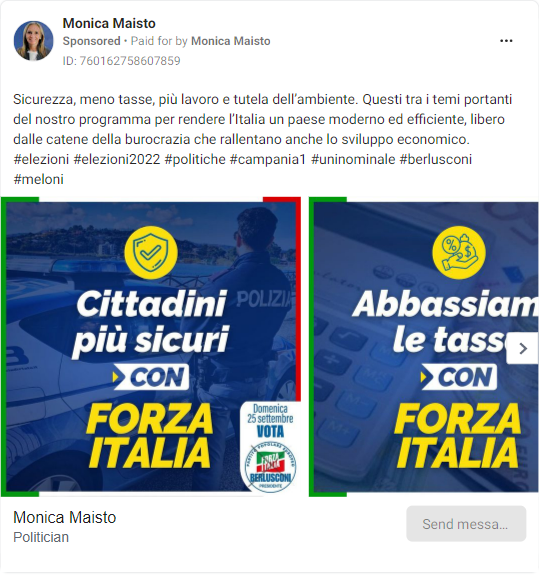 Monica Maisto
Sponsored • Paid for by Monica Maisto
ID: 760162758607859
Sicurezza, meno tasse, più lavoro e tutela dell'ambiente. Questi tra i temi portanti
del nostro programma per rendere l'Italia un paese moderno ed efficiente, libero
dalle catene della burocrazia che rallentano anche lo sviluppo economico.
#elezioni #elezioni2022 #politiche #campania1 #uninominale #berlusconi
#meloni
POLIZIA
Cittadini
più sicuri
CON
FORZA
ITALIA
Domenica
25 settembre
VOTA
PARTITO POPOLARE EUROPEO
FORZA
ITALIA
BERLUSCONI
PRESIDENTE
%
$
Abbassiam
le tasse
CON
FORZA
ITALIA
Monica Maisto
Politician
Send messa...